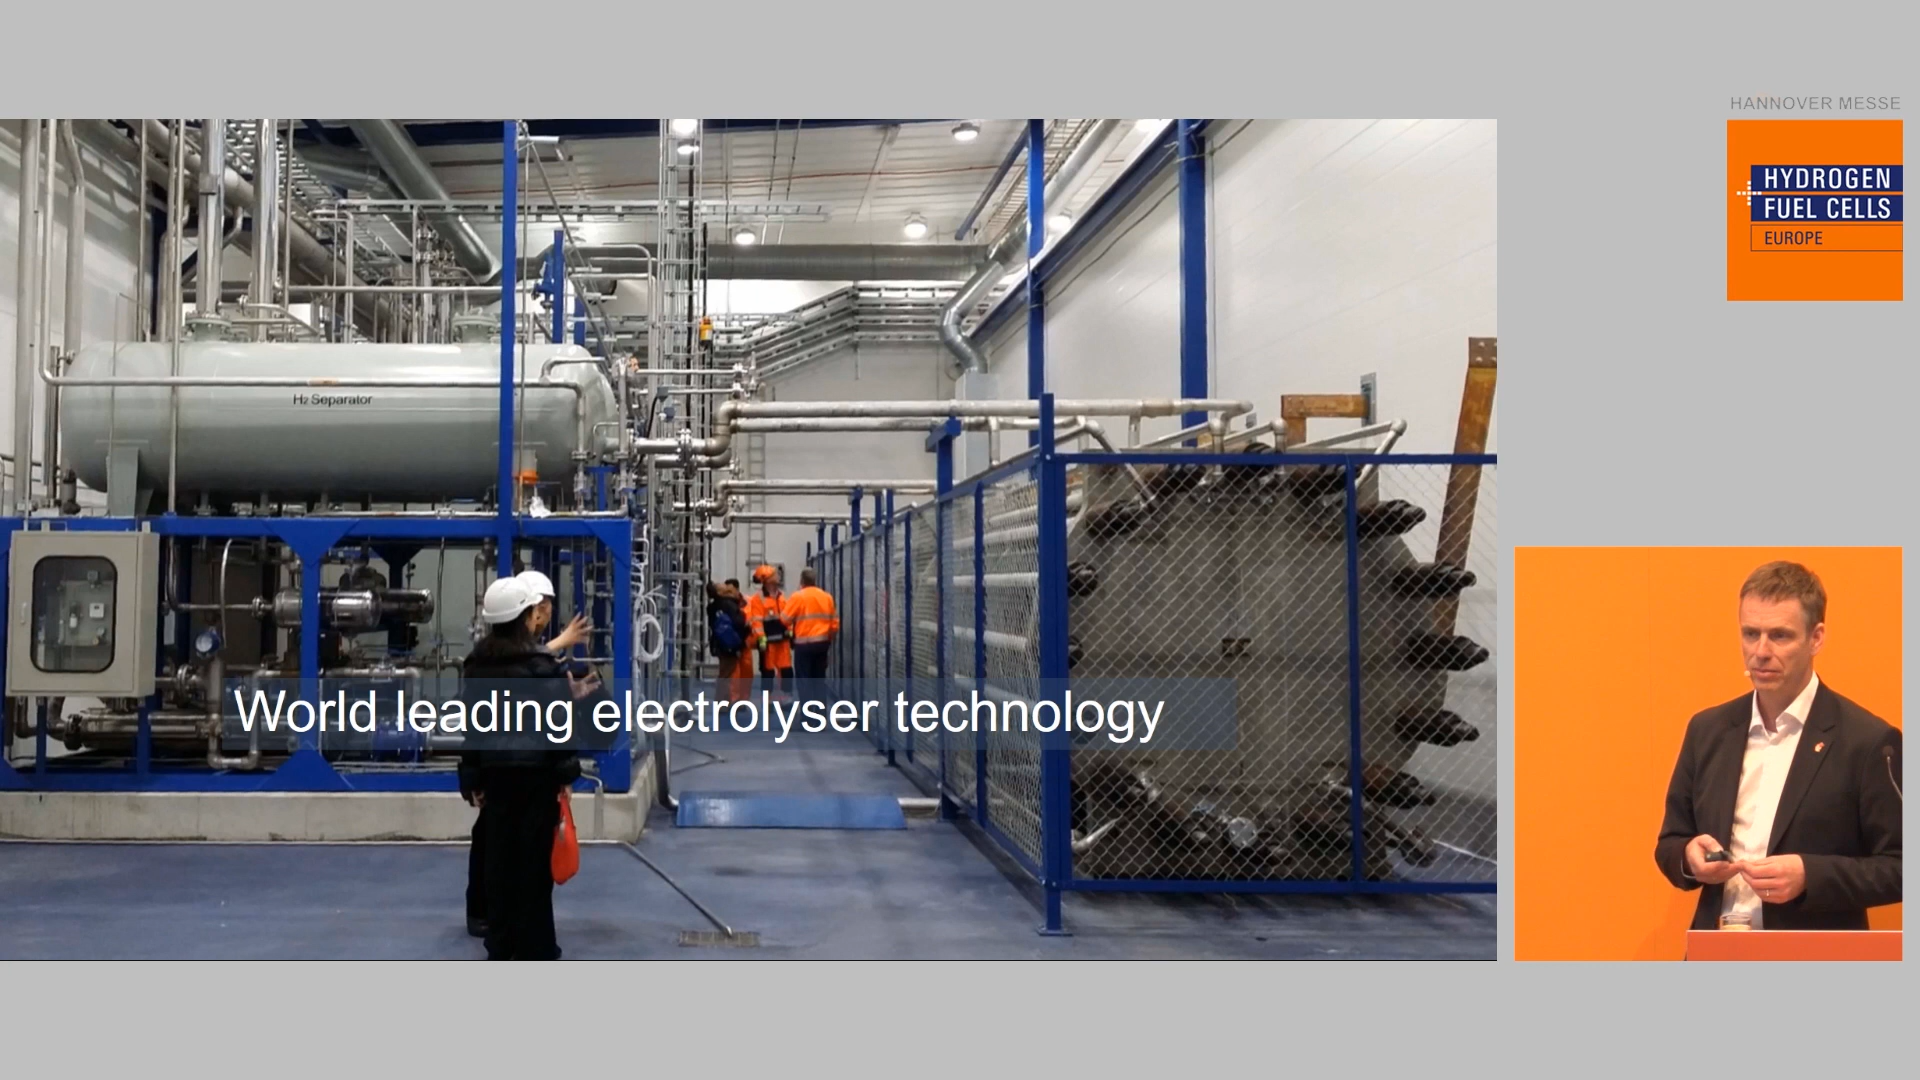 HANNOVER MESSE
HYDROGEN
FUEL CELLS
EUROPE
H2 Separator
World leading electrolyser technology